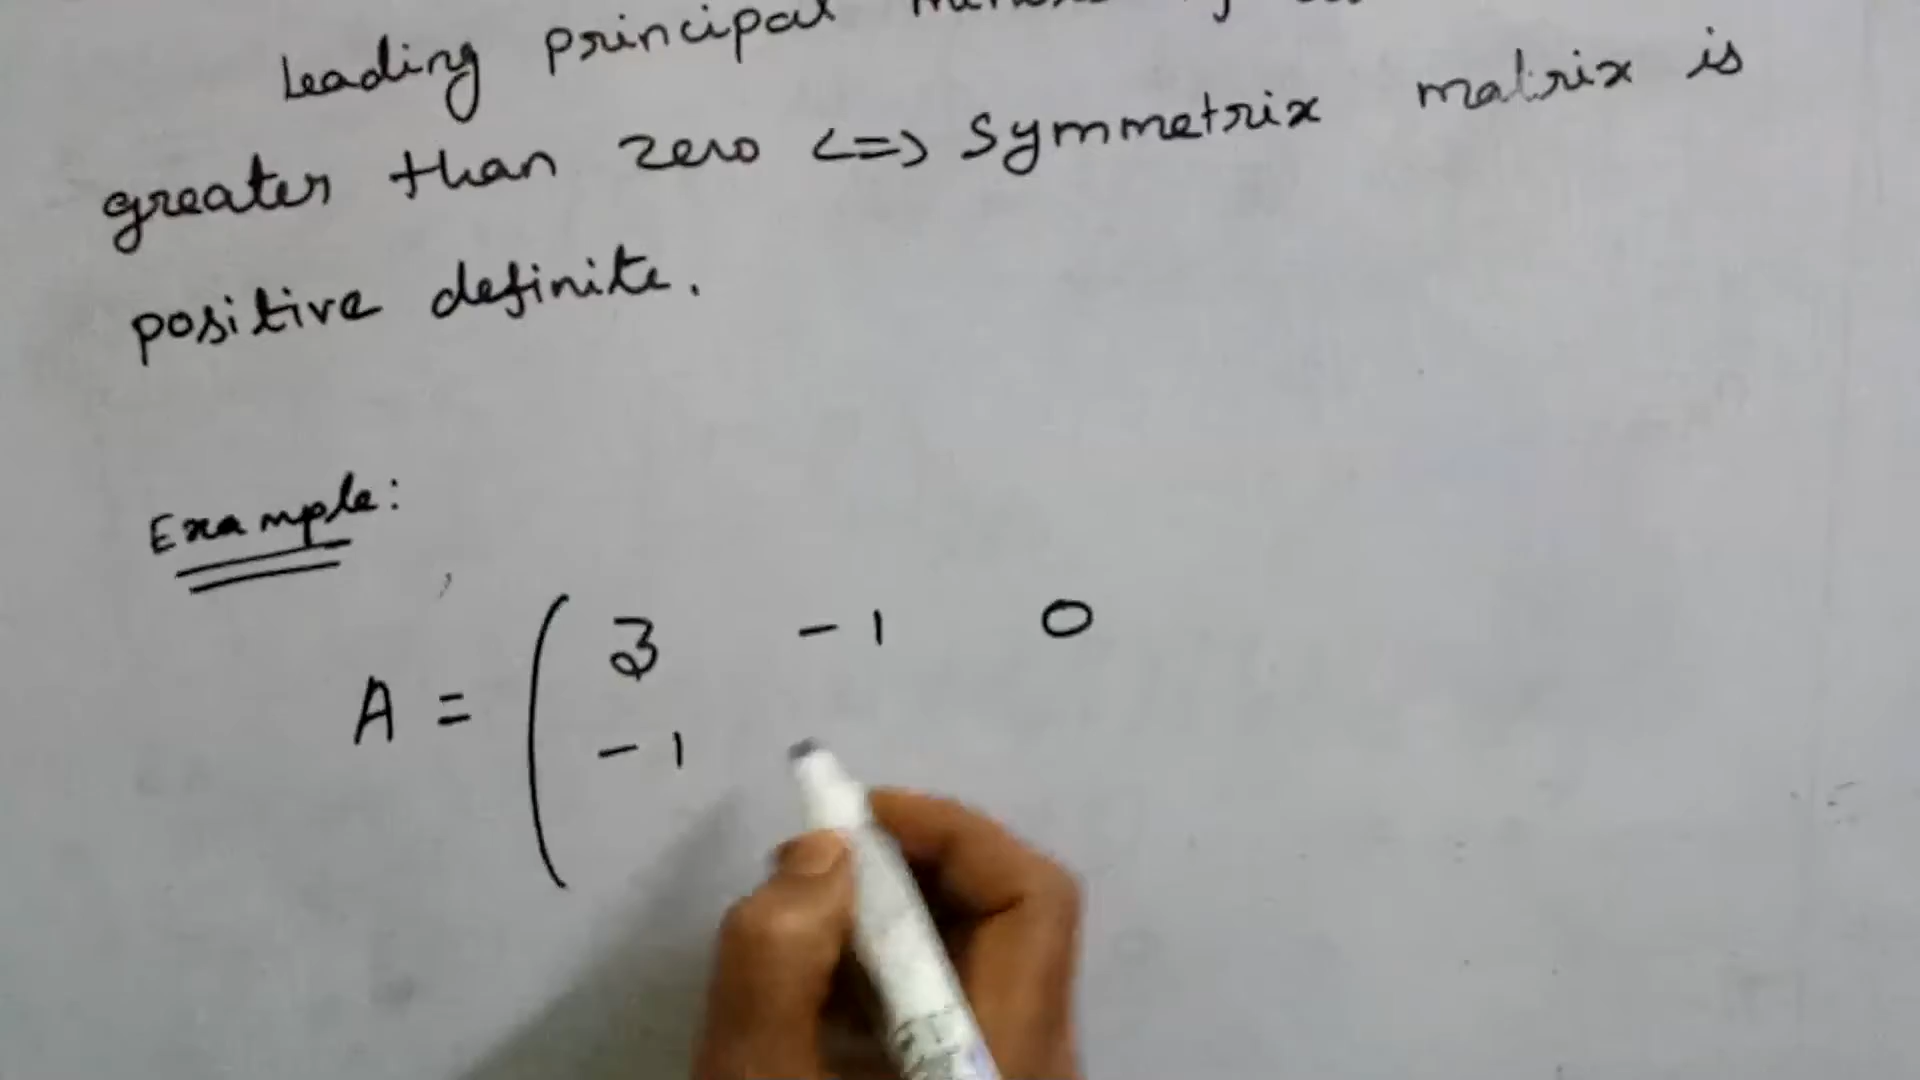 Leading principal
greater than zero <=> Symmetrix matrix is
positive definite.
Example:
A = ( 3 -1 0
-1